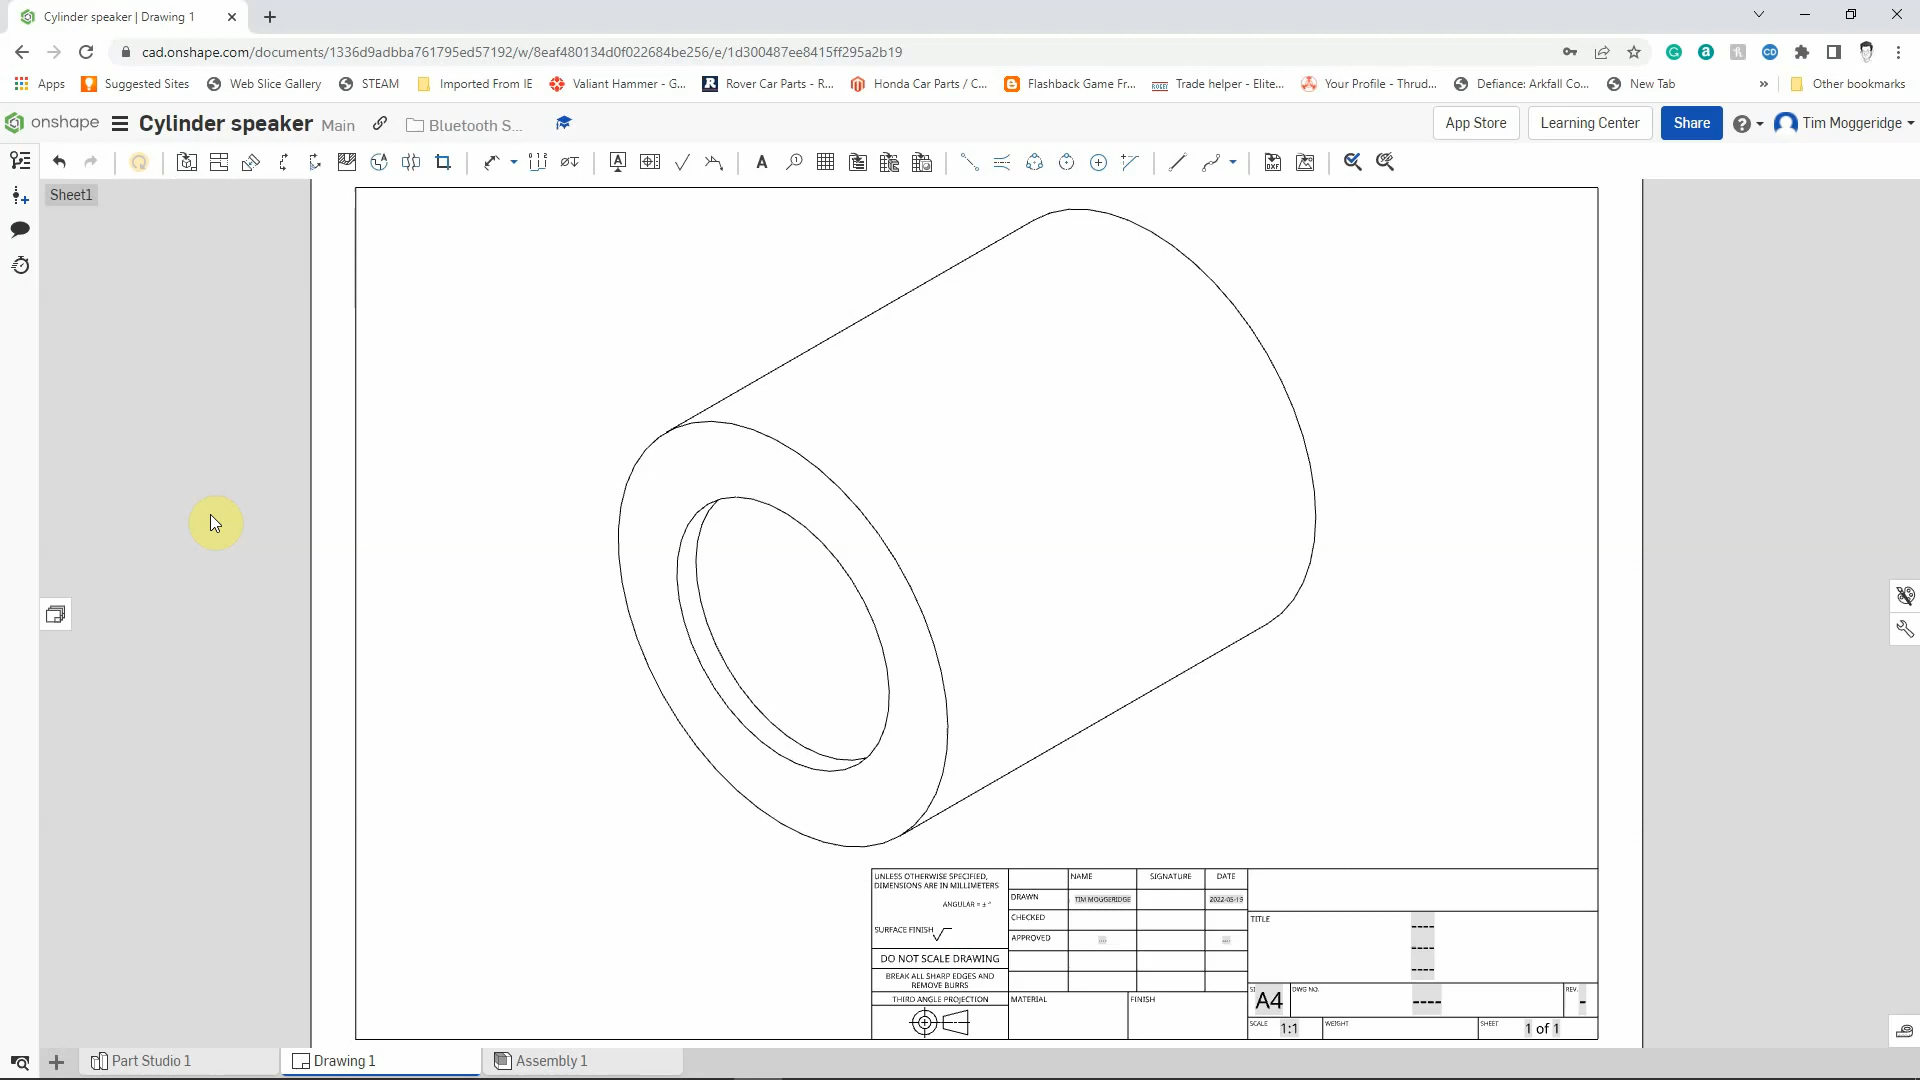 Cylinder speaker | Drawing 1
cad.onshape.com/documents/1336d9adbba761795ed57192/w/8eaf480134d0f022684be256/e/1d300487ee8415ff295a2b19
Apps Suggested Sites Web Slice Gallery STEAM Imported From IE Valiant Hammer - G... Rover Car Parts - R... Honda Car Parts / C... Flashback Game Fr... Trade helper - Elite... Your Profile - Thrud... Defiance: Arkfall Co... New Tab » Other bookmarks
onshape Cylinder speaker Main Bluetooth S... App Store Learning Center Share Tim Moggeridge
Sheet1
UNLESS OTHERWISE SPECIFIED,
DIMENSIONS ARE IN MILLIMETERS
ANGULAR = ± °
SURFACE FINISH
DO NOT SCALE DRAWING
BREAK ALL SHARP EDGES AND
REMOVE BURRS
THIRD ANGLE PROJECTION
NAME SIGNATURE DATE
DRAWN TIM MOGGERIDGE 2022-05-19
CHECKED
APPROVED
MATERIAL FINISH
TITLE
----
----
----
A4 DWG NO. ---- REV. -
SCALE 1:1 WEIGHT SHEET 1 of 1
Part Studio 1 Drawing 1 Assembly 1